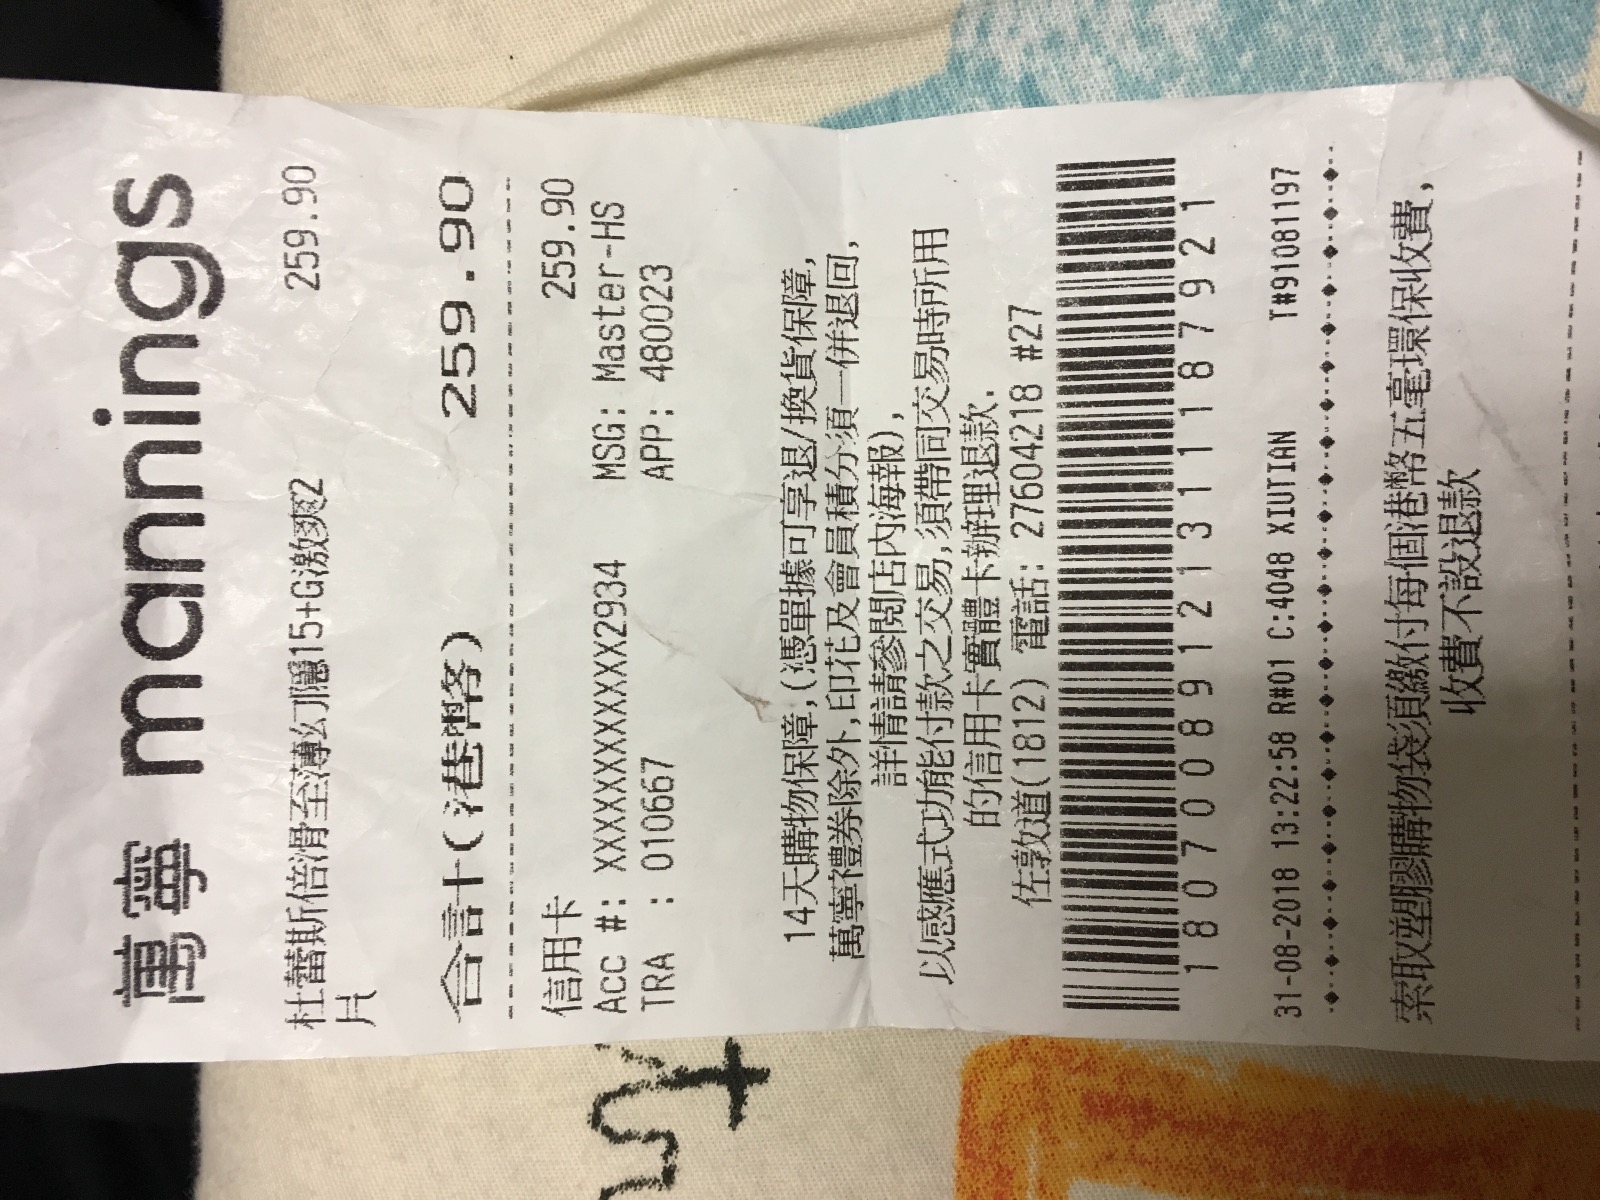 萬寧 mannings
杜蕾斯倍滑至薄幻隱15+G激爽2 259.90
片
合計(港幣) 259.90
信用卡 259.90
Acc #: XXXXXXXXXXXX2934 MSG: Master-HS
TRA : 010667 APP: 480023
14天購物保障,(憑單據可享退/換貨保障,
萬寧禮券除外,印花及會員積分須一併退回,
詳情請參閱店內海報),
以感應式功能付款之交易,須帶同交易時所用
的信用卡實體卡辦理退款.
佐敦道(1812) 電話: 27604218 #27
1807008912131118 7921
31-08-2018 13:22:58 R#01 C:4048 XIUTIAN T#91081197
索取塑膠購物袋須繳付每個港幣五毫環保收費,
收費不設退款